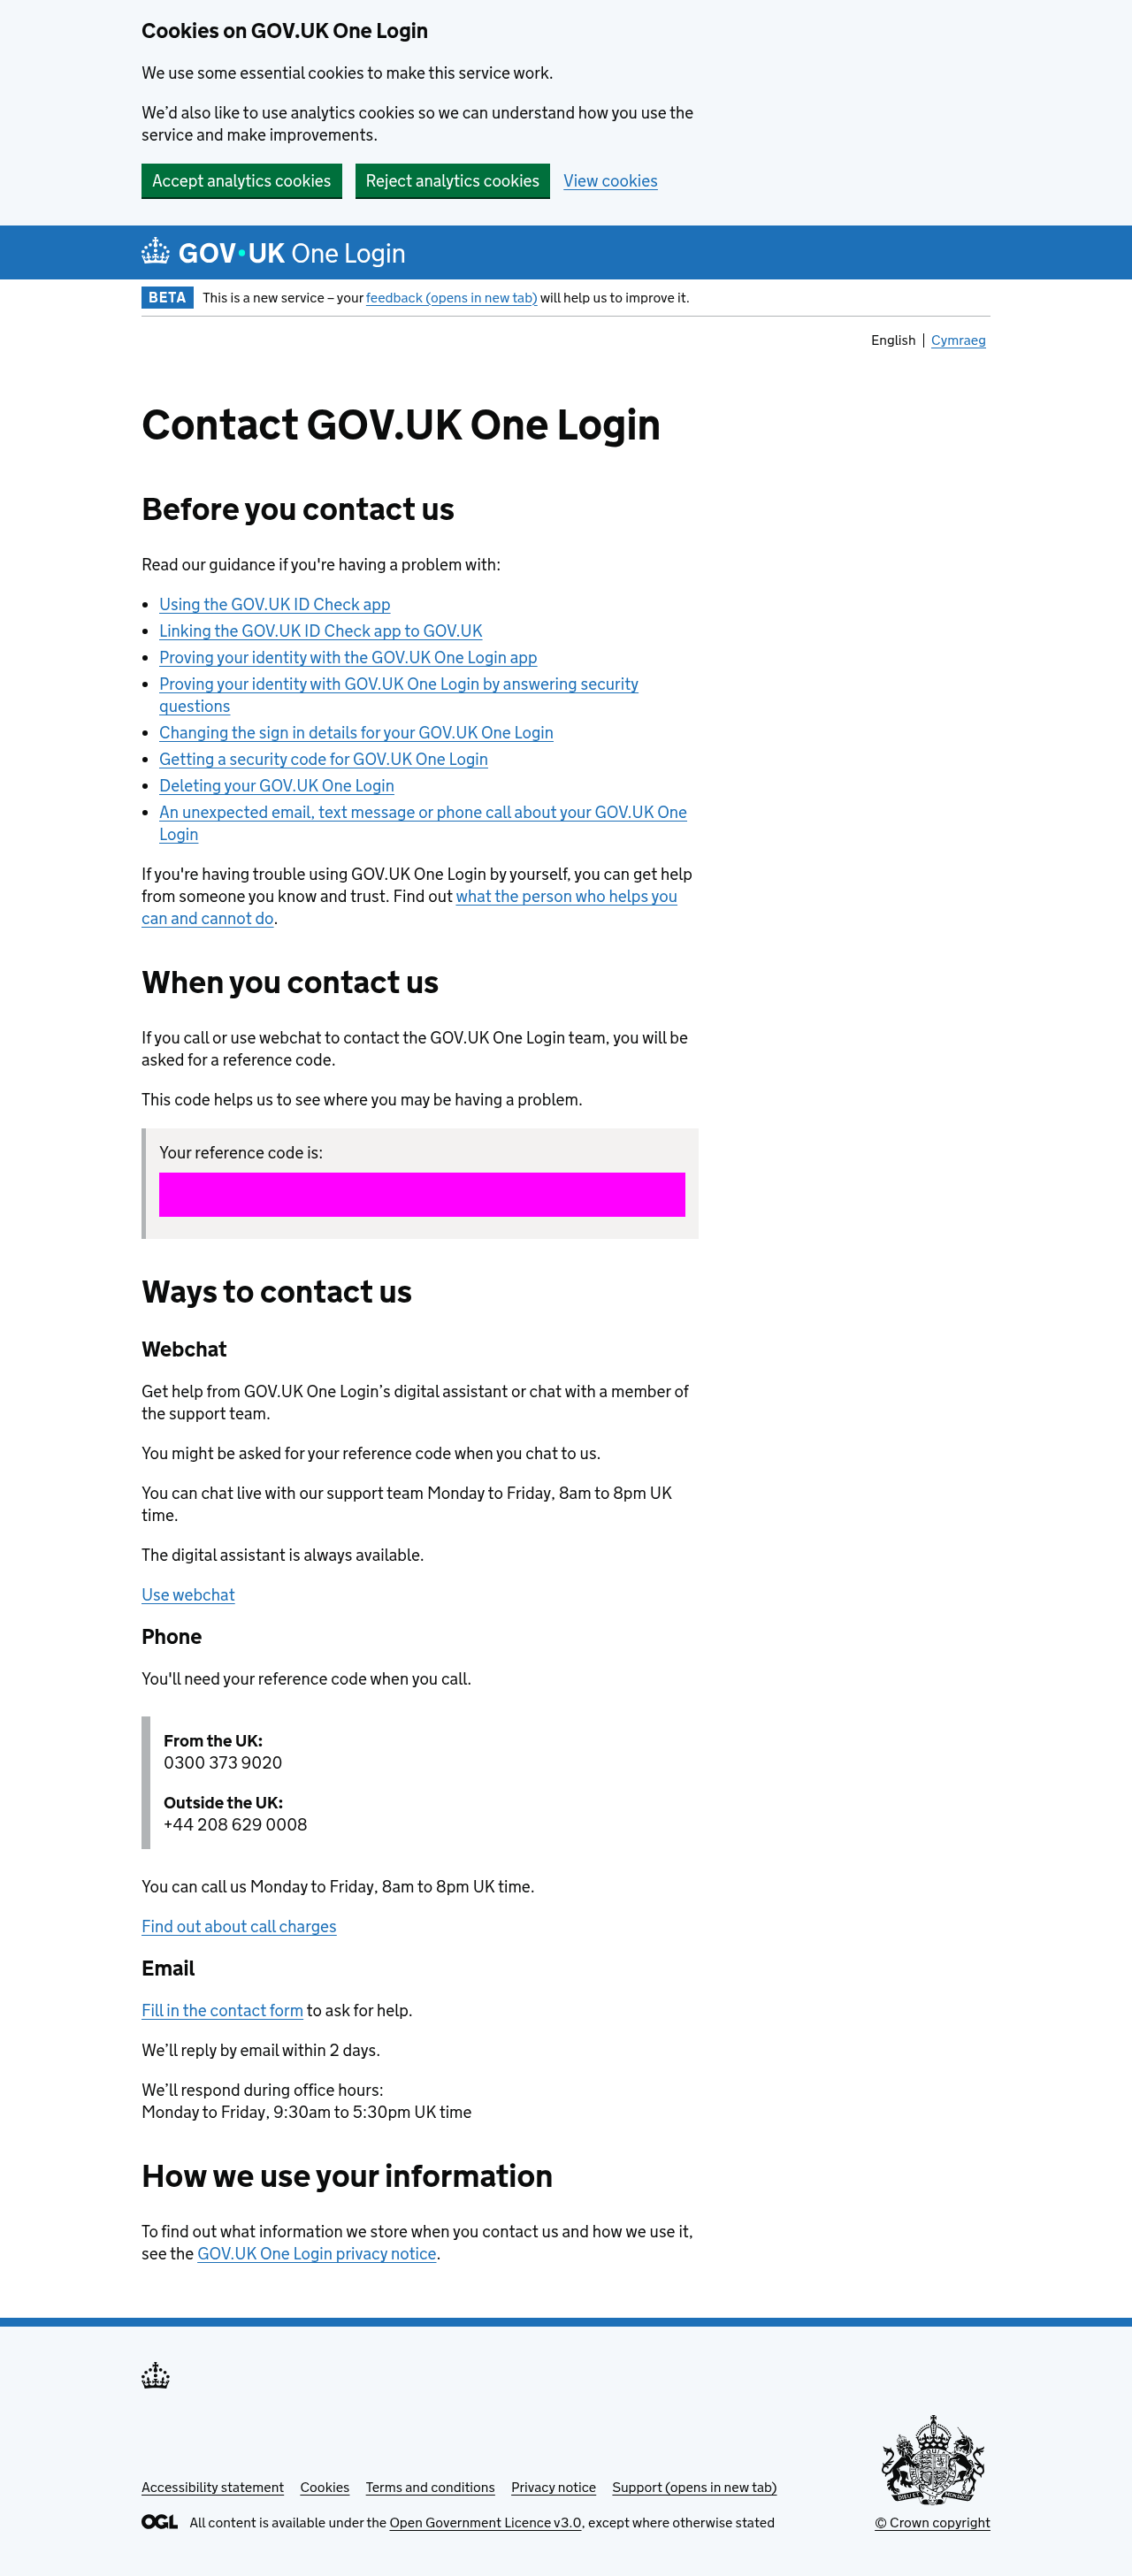 Cookies on GOV.UK One Login
We use some essential cookies to make this service work.
We’d also like to use analytics cookies so we can understand how you use the
service and make improvements.
Accept analytics cookies Reject analytics cookies View cookies
GOV·UK One Login
BETA This is a new service – your feedback (opens in new tab) will help us to improve it.
English | Cymraeg
Contact GOV.UK One Login
Before you contact us
Read our guidance if you're having a problem with:
• Using the GOV.UK ID Check app
• Linking the GOV.UK ID Check app to GOV.UK
• Proving your identity with the GOV.UK One Login app
• Proving your identity with GOV.UK One Login by answering security
questions
• Changing the sign in details for your GOV.UK One Login
• Getting a security code for GOV.UK One Login
• Deleting your GOV.UK One Login
• An unexpected email, text message or phone call about your GOV.UK One
Login
If you're having trouble using GOV.UK One Login by yourself, you can get help
from someone you know and trust. Find out what the person who helps you
can and cannot do.
When you contact us
If you call or use webchat to contact the GOV.UK One Login team, you will be
asked for a reference code.
This code helps us to see where you may be having a problem.
Your reference code is:
Ways to contact us
Webchat
Get help from GOV.UK One Login’s digital assistant or chat with a member of
the support team.
You might be asked for your reference code when you chat to us.
You can chat live with our support team Monday to Friday, 8am to 8pm UK
time.
The digital assistant is always available.
Use webchat
Phone
You'll need your reference code when you call.
From the UK:
0300 373 9020
Outside the UK:
+44 208 629 0008
You can call us Monday to Friday, 8am to 8pm UK time.
Find out about call charges
Email
Fill in the contact form to ask for help.
We’ll reply by email within 2 days.
We’ll respond during office hours:
Monday to Friday, 9:30am to 5:30pm UK time
How we use your information
To find out what information we store when you contact us and how we use it,
see the GOV.UK One Login privacy notice.
Accessibility statement Cookies Terms and conditions Privacy notice Support (opens in new tab)
OGL All content is available under the Open Government Licence v3.0, except where otherwise stated
© Crown copyright